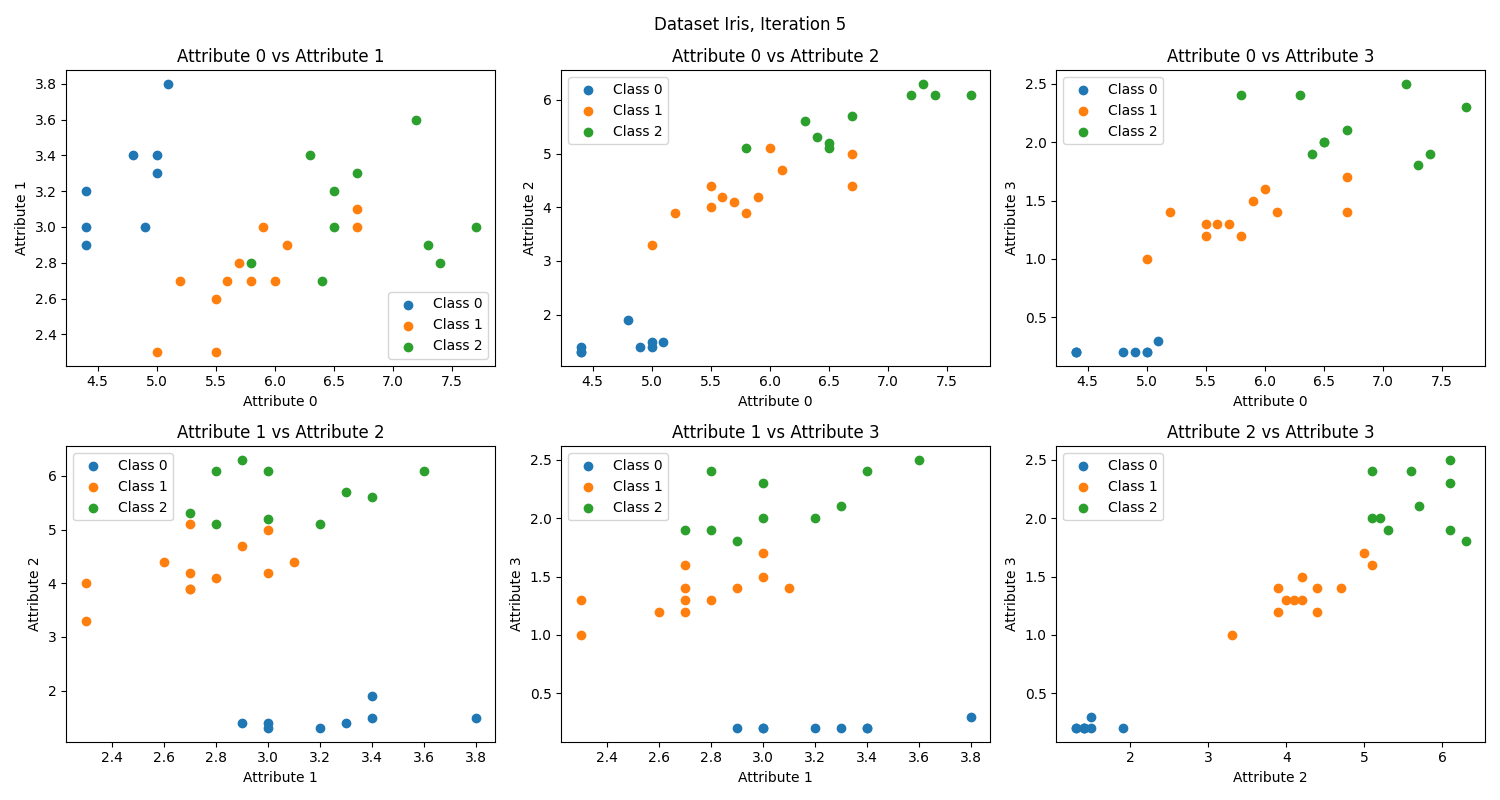 Dataset Iris, Iteration 5
Attribute 0 vs Attribute 1
3.8
3.6
3.4
3.2
3.0
2.8
2.6
2.4
Attribute 1
4.5 5.0 5.5 6.0 6.5 7.0 7.5
Attribute 0
Class 0
Class 1
Class 2
Attribute 0 vs Attribute 2
6
5
4
3
2
Attribute 2
4.5 5.0 5.5 6.0 6.5 7.0 7.5
Attribute 0
Class 0
Class 1
Class 2
Attribute 0 vs Attribute 3
2.5
2.0
1.5
1.0
0.5
Attribute 3
4.5 5.0 5.5 6.0 6.5 7.0 7.5
Attribute 0
Class 0
Class 1
Class 2
Attribute 1 vs Attribute 2
6
5
4
3
2
Attribute 2
2.4 2.6 2.8 3.0 3.2 3.4 3.6 3.8
Attribute 1
Class 0
Class 1
Class 2
Attribute 1 vs Attribute 3
2.5
2.0
1.5
1.0
0.5
Attribute 3
2.4 2.6 2.8 3.0 3.2 3.4 3.6 3.8
Attribute 1
Class 0
Class 1
Class 2
Attribute 2 vs Attribute 3
2.5
2.0
1.5
1.0
0.5
Attribute 3
2 3 4 5 6
Attribute 2
Class 0
Class 1
Class 2